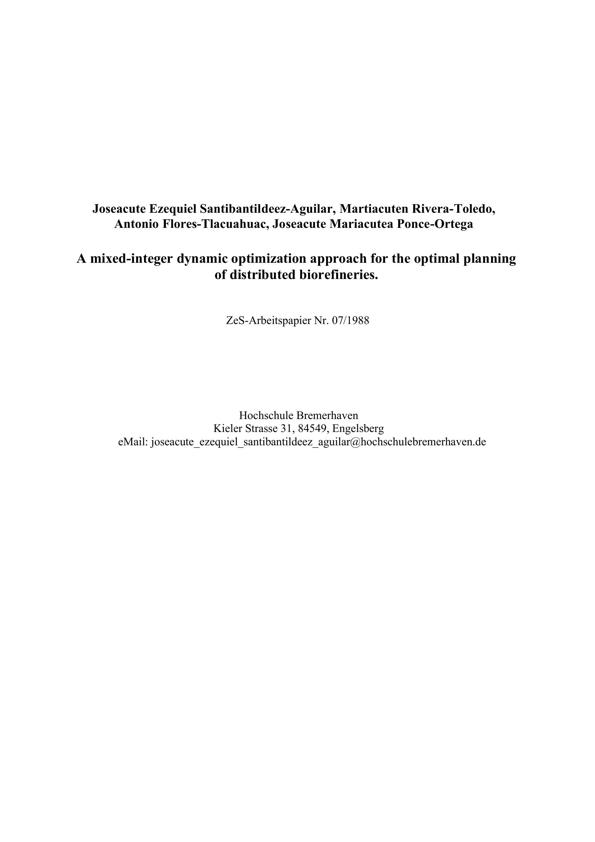 Joseacute Ezequiel Santibantildeez-Aguilar, Martiacuten Rivera-Toledo,
Antonio Flores-Tlacuahuac, Joseacute Mariacutea Ponce-Ortega
A mixed-integer dynamic optimization approach for the optimal planning
of distributed biorefineries.
ZeS-Arbeitspapier Nr. 07/1988
Hochschule Bremerhaven
Kieler Strasse 31, 84549, Engelsberg
eMail: joseacute_ezequiel_santibantildeez_aguilar@hochschulebremerhaven.de